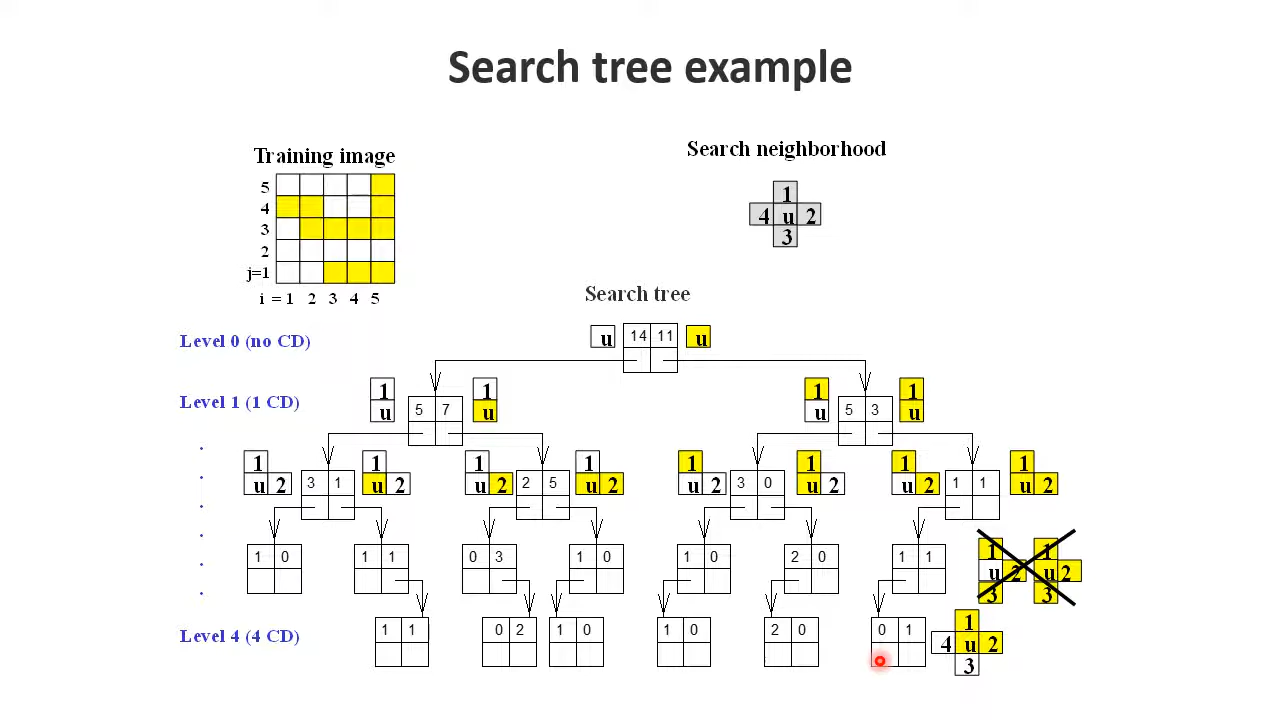 Search tree example
Training image
Search neighborhood
5
4
3
2
j=1
i = 1 2 3 4 5
1
4 u 2
3
Search tree
Level 0 (no CD)
u 14 11 u
Level 1 (1 CD)
1 1 1 1
u 5 7 u u 5 3 u
.
.
.
.
.
.
1 1 1 1 1 1 1 1
u 2 3 1 u 2 u 2 2 5 u 2 u 2 3 0 u 2 u 2 1 1 u 2
1 0 1 1 0 3 1 0 1 0 2 0 1 1
1 1
u 2 u 2
3 3
Level 4 (4 CD)
1 1 0 2 1 0 1 0 2 0 0 1
1
4 u 2
3